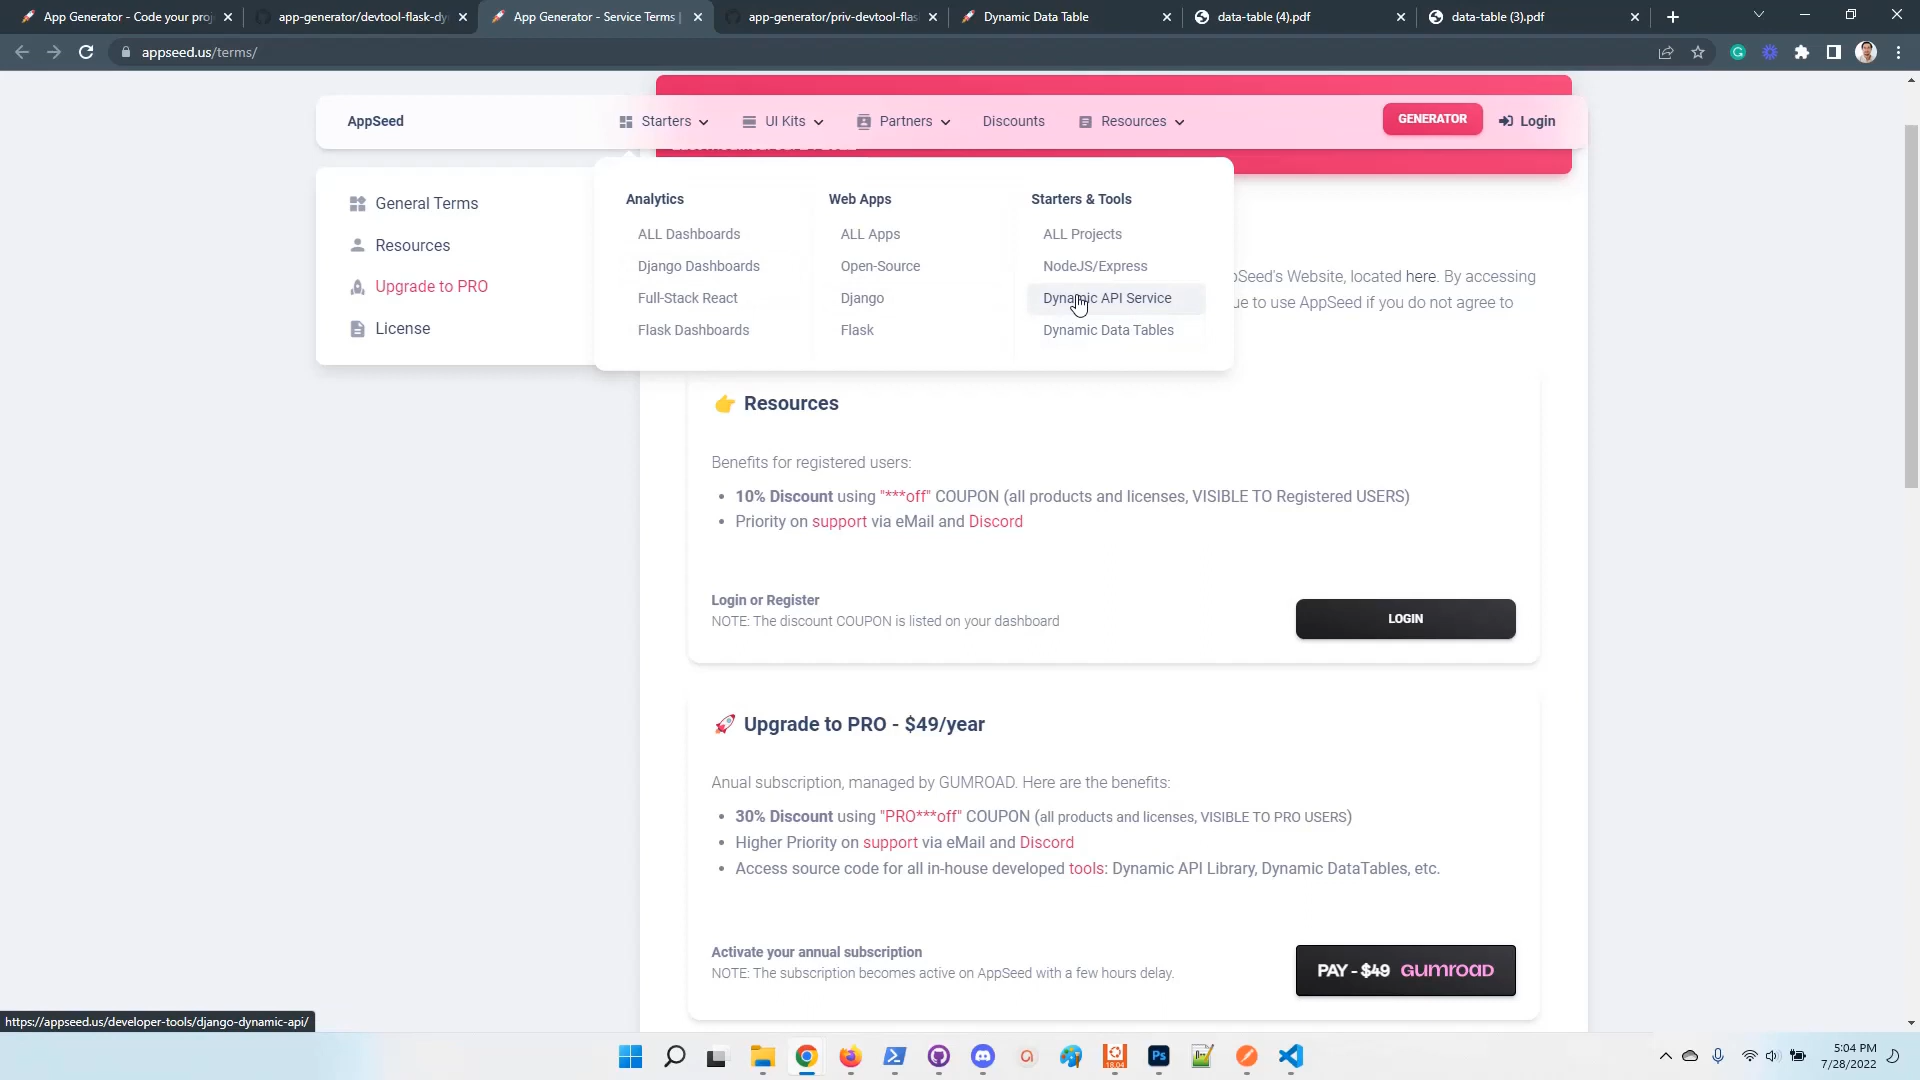 App Generator - Code your proj
app-generator/devtool-flask-dy
App Generator - Service Terms |
app-generator/priv-devtool-flas
Dynamic Data Table
data-table (4).pdf
data-table (3).pdf
appseed.us/terms/
AppSeed
Starters
UI Kits
Partners
Discounts
Resources
GENERATOR
Login
General Terms
Resources
Upgrade to PRO
License
Analytics
ALL Dashboards
Django Dashboards
Full-Stack React
Flask Dashboards
Web Apps
ALL Apps
Open-Source
Django
Flask
Starters & Tools
ALL Projects
NodeJS/Express
Dynamic API Service
Dynamic Data Tables
pSeed's Website, located here. By accessing
ue to use AppSeed if you do not agree to
👉 Resources
Benefits for registered users:
• 10% Discount using "***off" COUPON (all products and licenses, VISIBLE TO Registered USERS)
• Priority on support via eMail and Discord
Login or Register
NOTE: The discount COUPON is listed on your dashboard
LOGIN
🚀 Upgrade to PRO - $49/year
Anual subscription, managed by GUMROAD. Here are the benefits:
• 30% Discount using "PRO***off" COUPON (all products and licenses, VISIBLE TO PRO USERS)
• Higher Priority on support via eMail and Discord
• Access source code for all in-house developed tools: Dynamic API Library, Dynamic DataTables, etc.
Activate your annual subscription
NOTE: The subscription becomes active on AppSeed with a few hours delay.
PAY - $49 GUMROAD
https://appseed.us/developer-tools/django-dynamic-api/
18.04
Ps
5:04 PM
7/28/2022